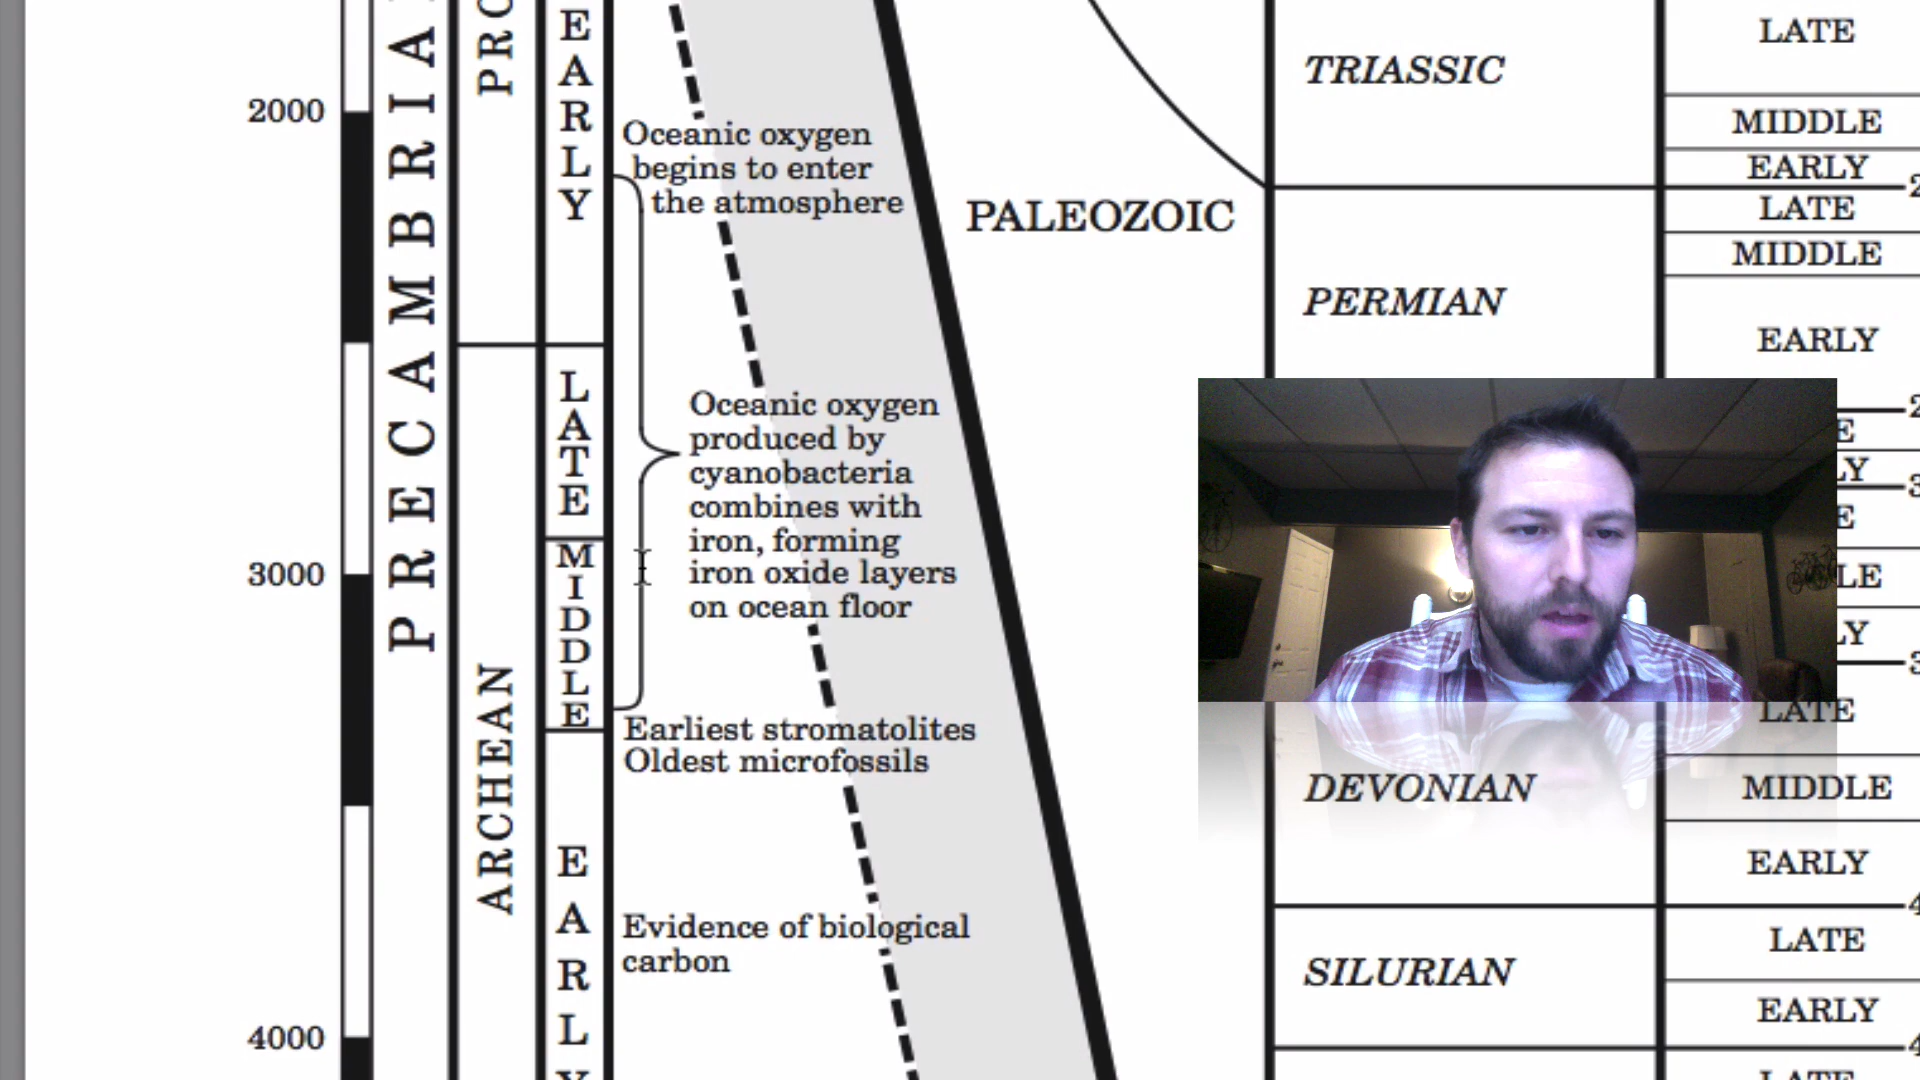 2000
3000
4000
PRECAMBRIA
PRO
ARCHEAN
EARLY
LATE
MIDDLE
EARLY
Oceanic oxygen
begins to enter
the atmosphere
Oceanic oxygen
produced by
cyanobacteria
combines with
iron, forming
iron oxide layers
on ocean floor
Earliest stromatolites
Oldest microfossils
Evidence of biological
carbon
PALEOZOIC
TRIASSIC
PERMIAN
DEVONIAN
SILURIAN
LATE
MIDDLE
EARLY
LATE
MIDDLE
EARLY
LATE
MIDDLE
EARLY
LATE
EARLY
LATE